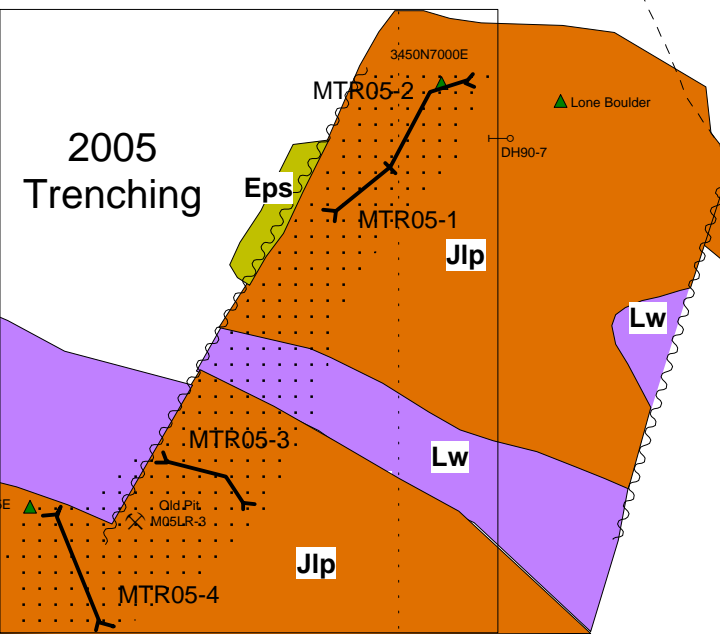 3450N7000E
MTR05-2
Lone Boulder
2005
Trenching
DH90-7
Eps
MTR05-1
Jlp
Lw
MTR05-3
Lw
Old Pit
M05LR-3
Jlp
MTR05-4